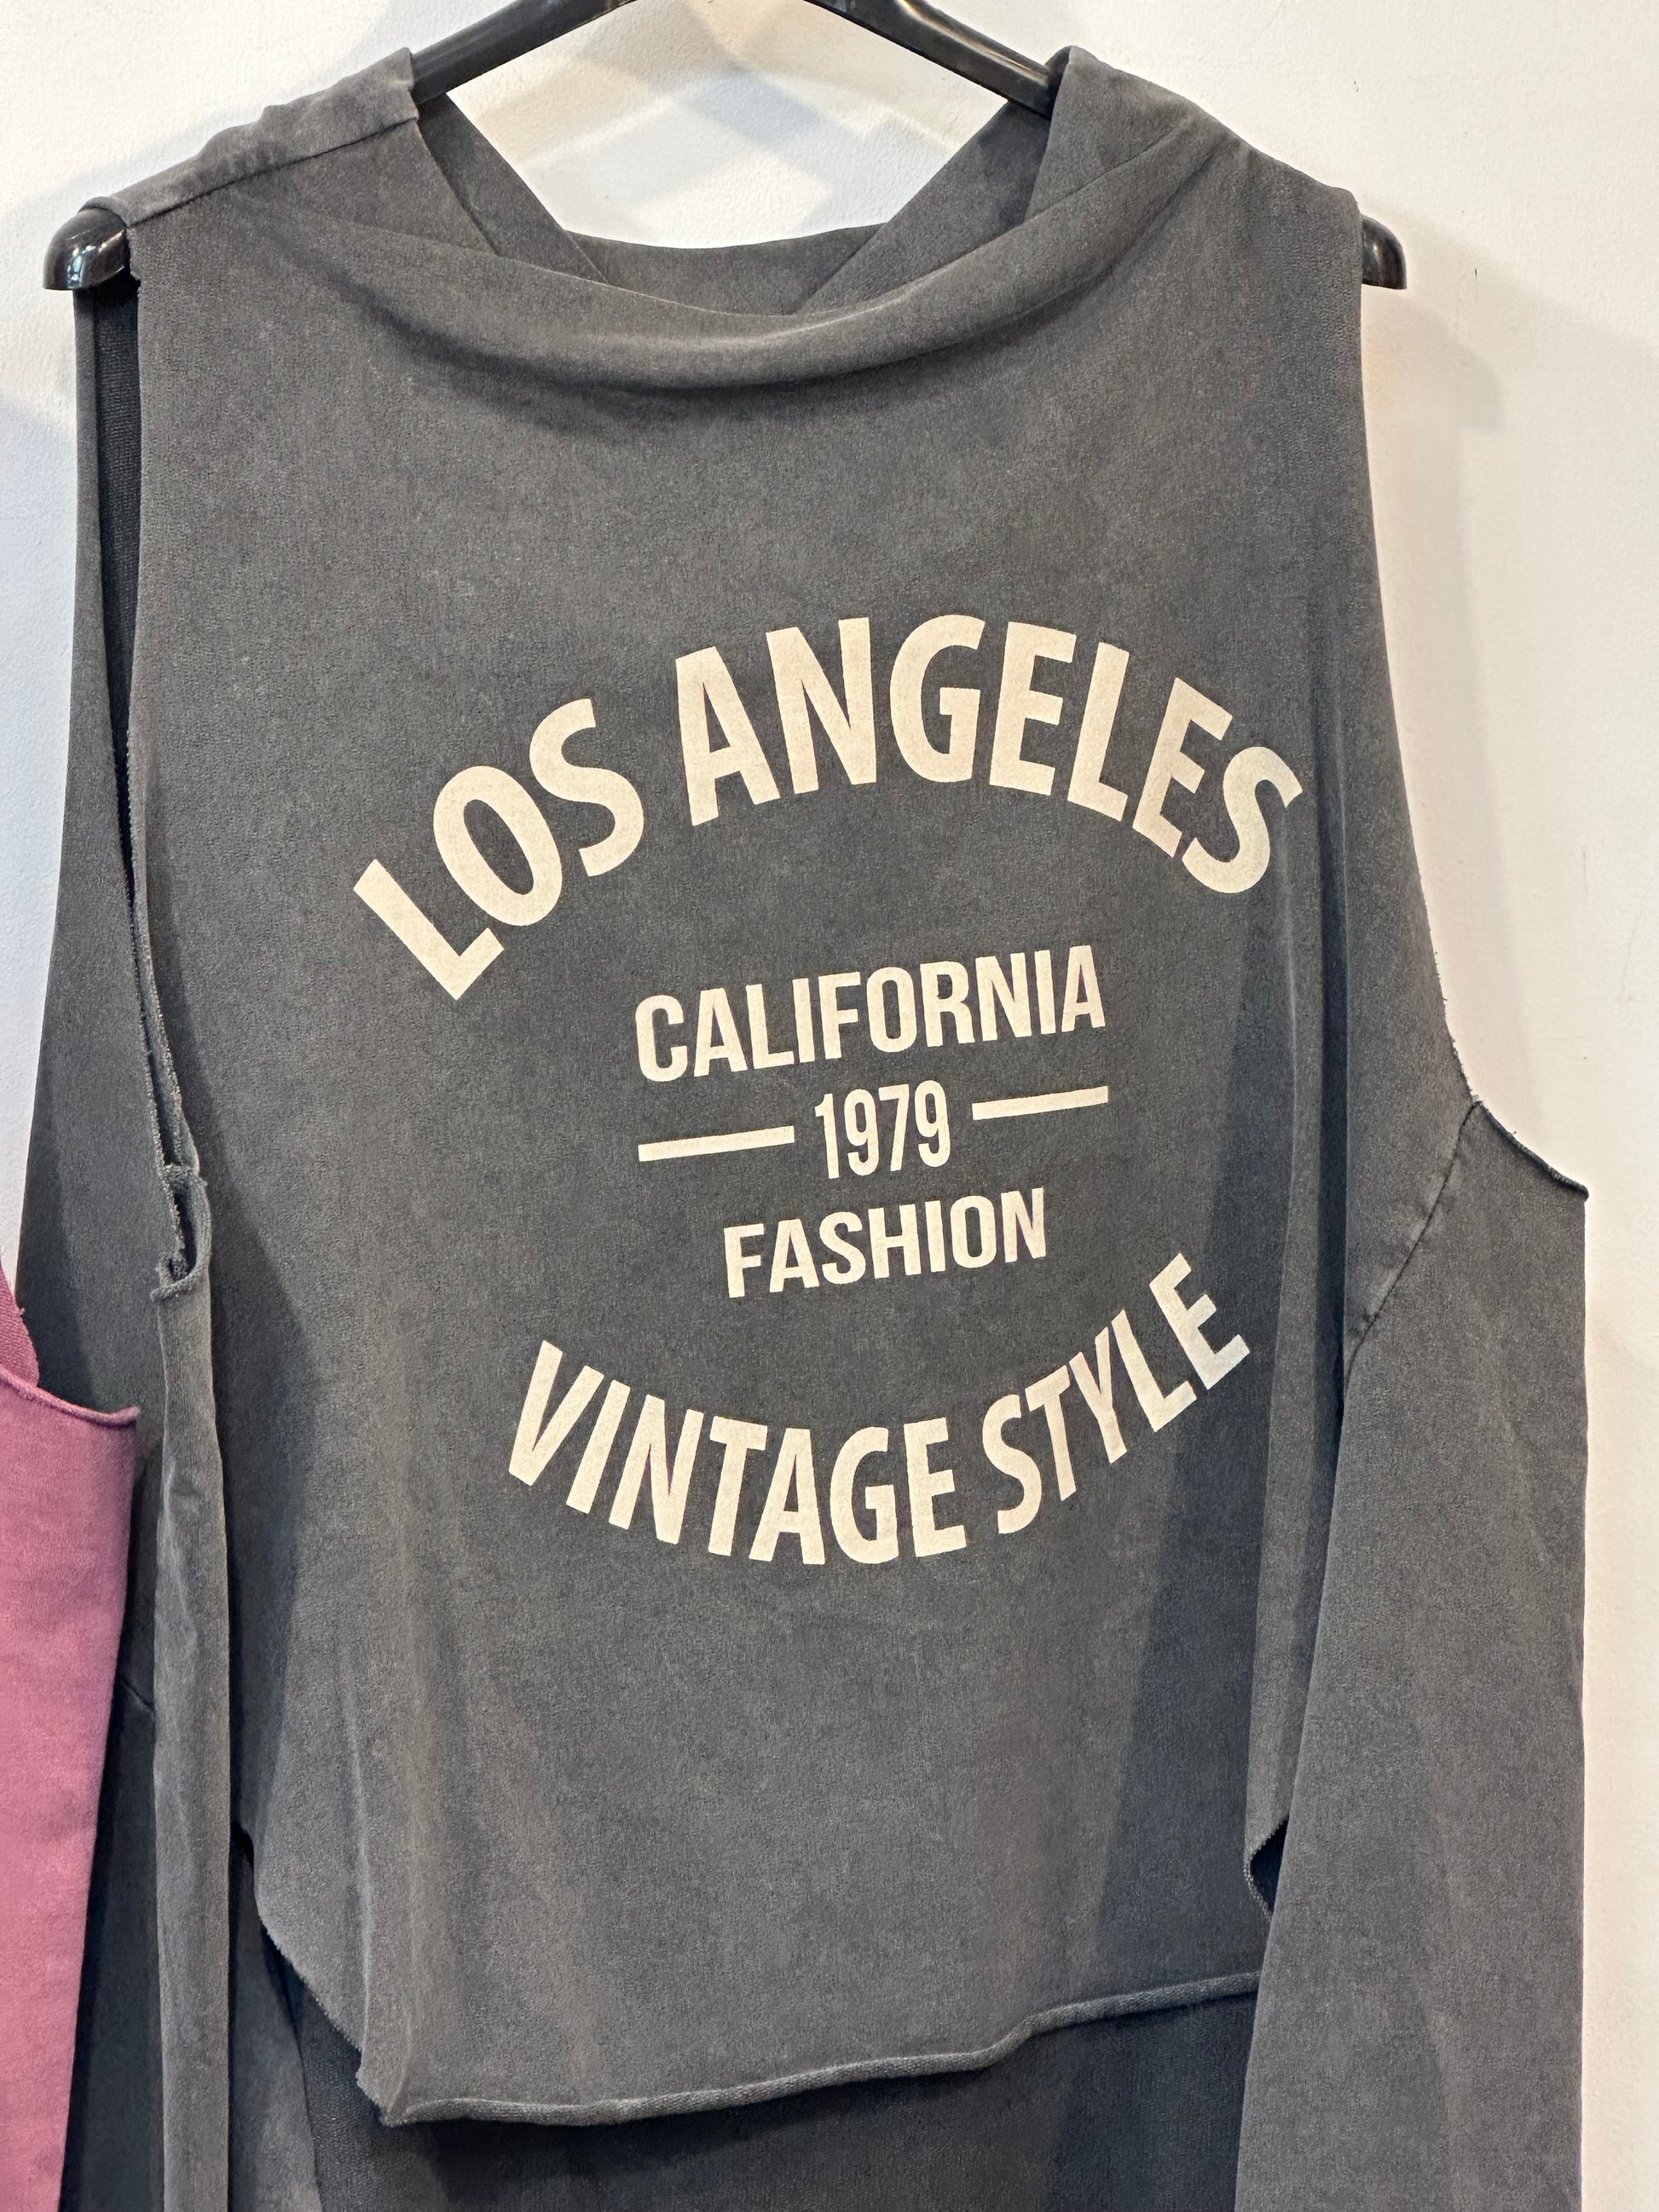 LOS ANGELES
CALIFORNIA
1979
FASHION
VINTAGE STYLE